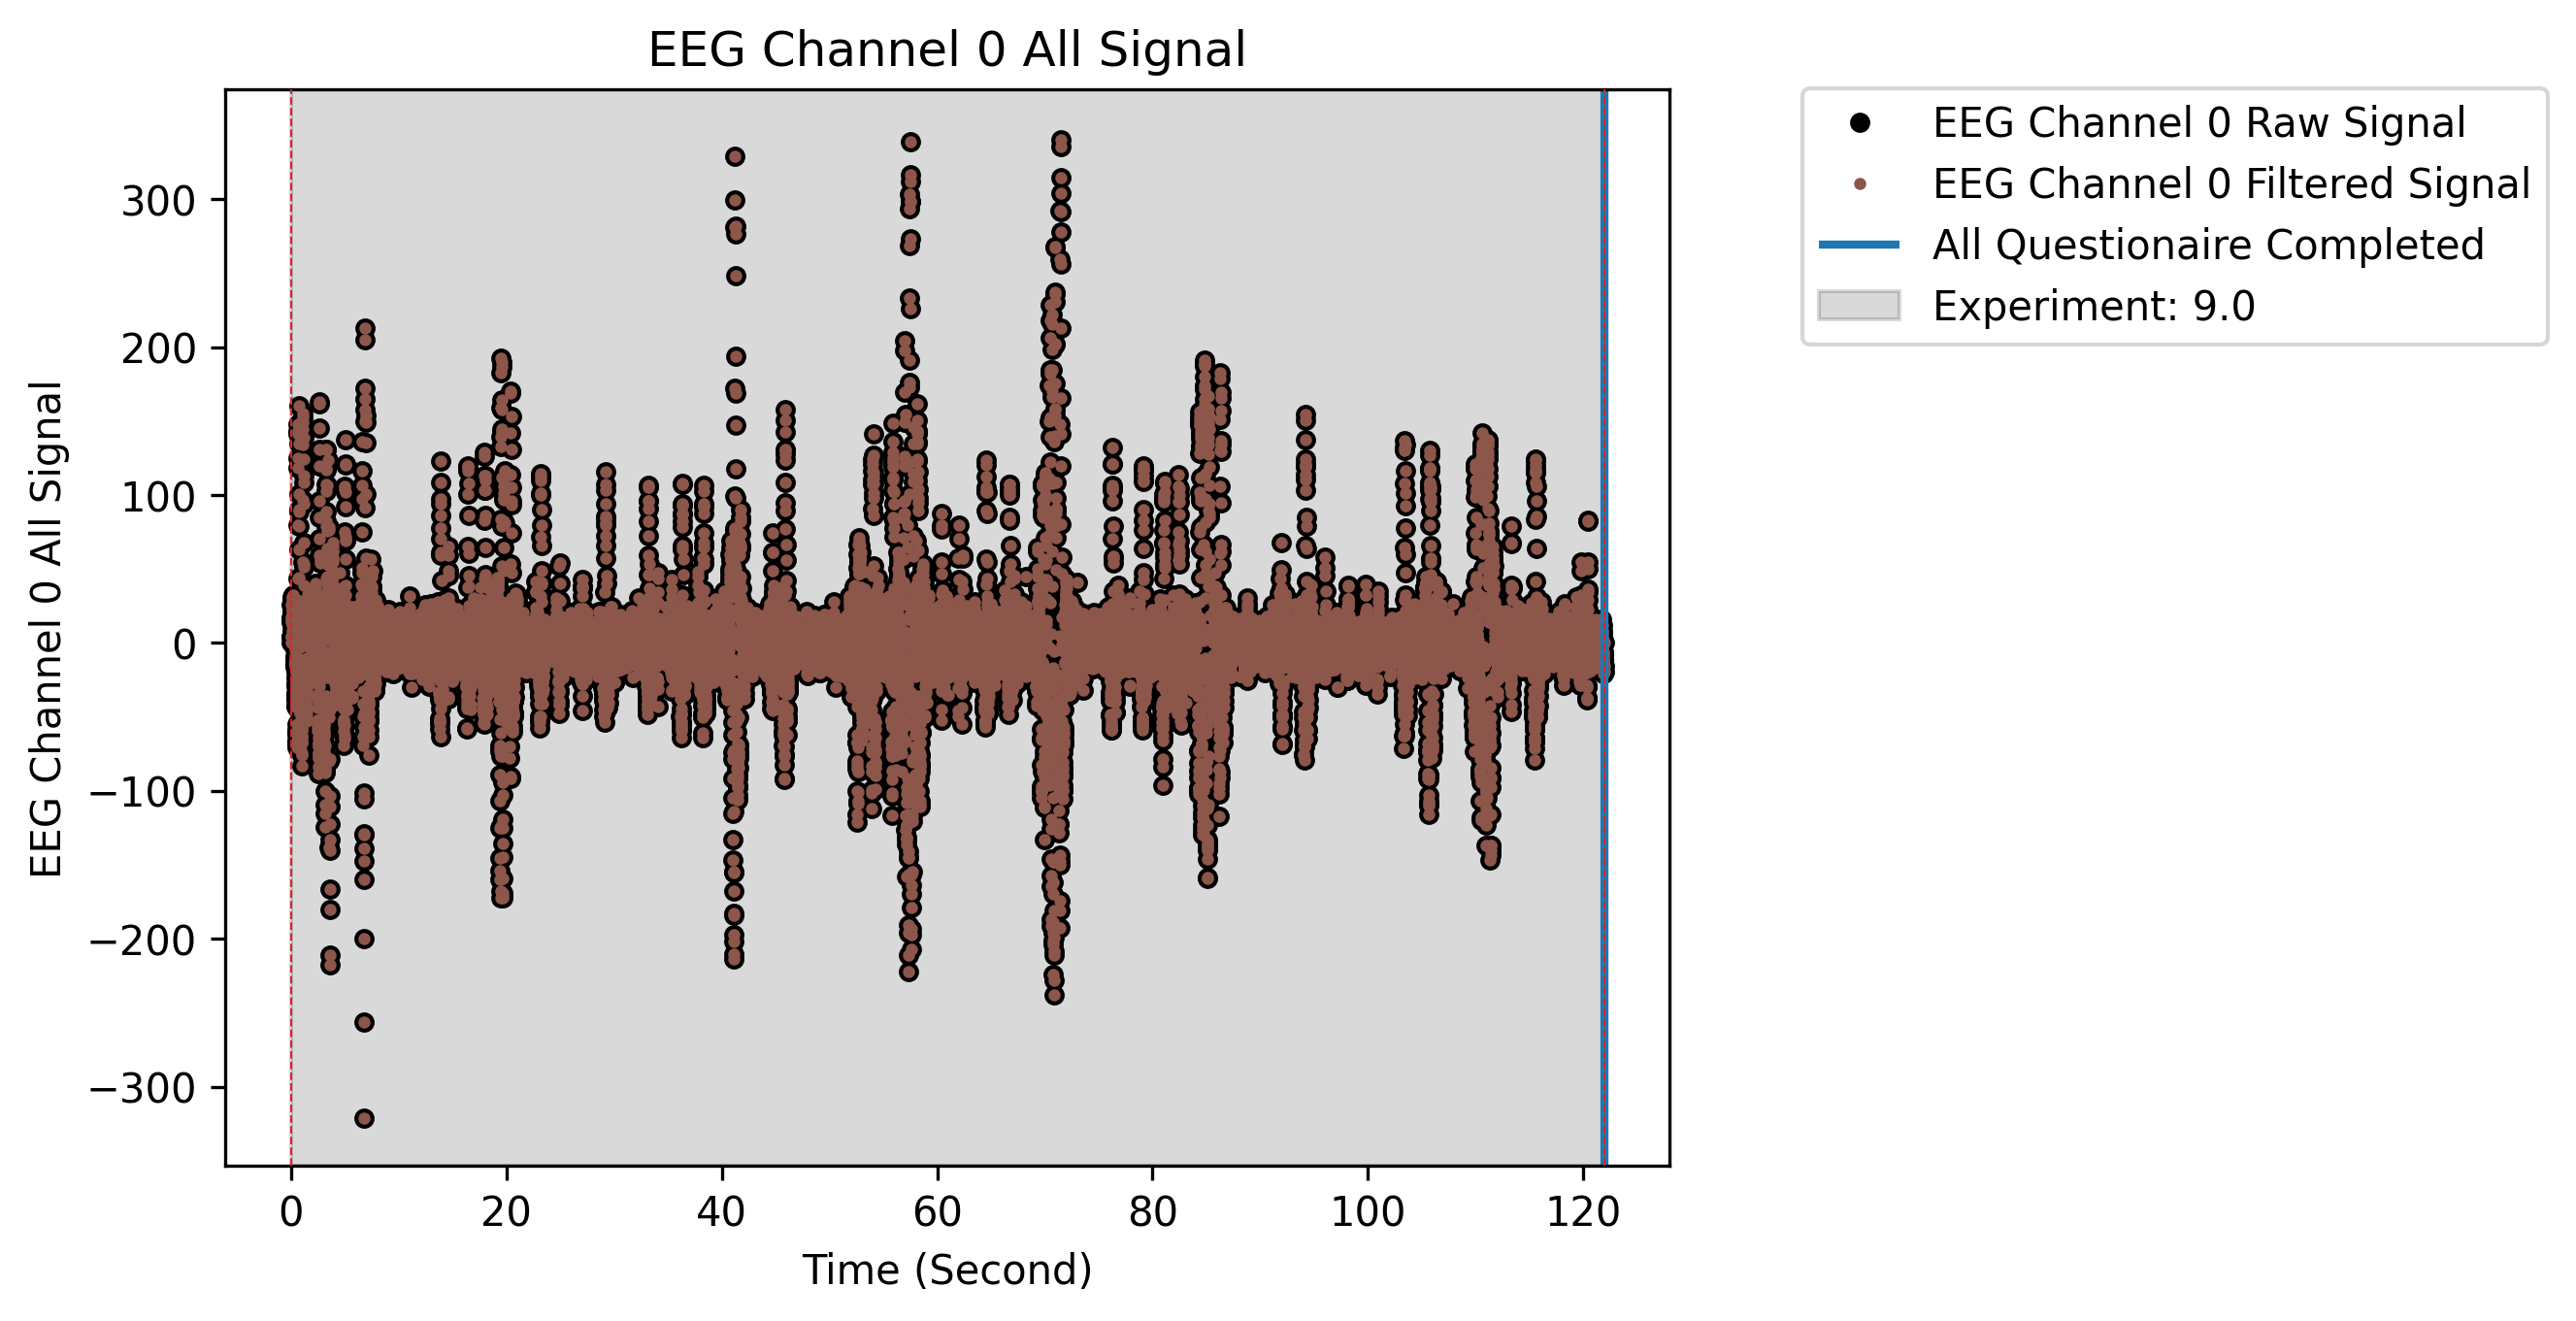 EEG Channel 0 All Signal
EEG Channel 0 Raw Signal
EEG Channel 0 Filtered Signal
All Questionaire Completed
Experiment: 9.0
EEG Channel 0 All Signal
300
200
100
0
−100
−200
−300
0 20 40 60 80 100 120
Time (Second)